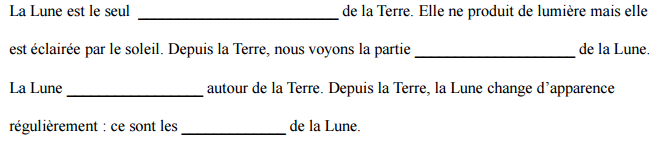 La Lune est le seul ____________________ de la Terre. Elle ne produit de lumière mais elle
est éclairée par le soleil. Depuis la Terre, nous voyons la partie ________________ de la Lune.
La Lune ______________ autour de la Terre. Depuis la Terre, la Lune change d’apparence
régulièrement : ce sont les __________ de la Lune.